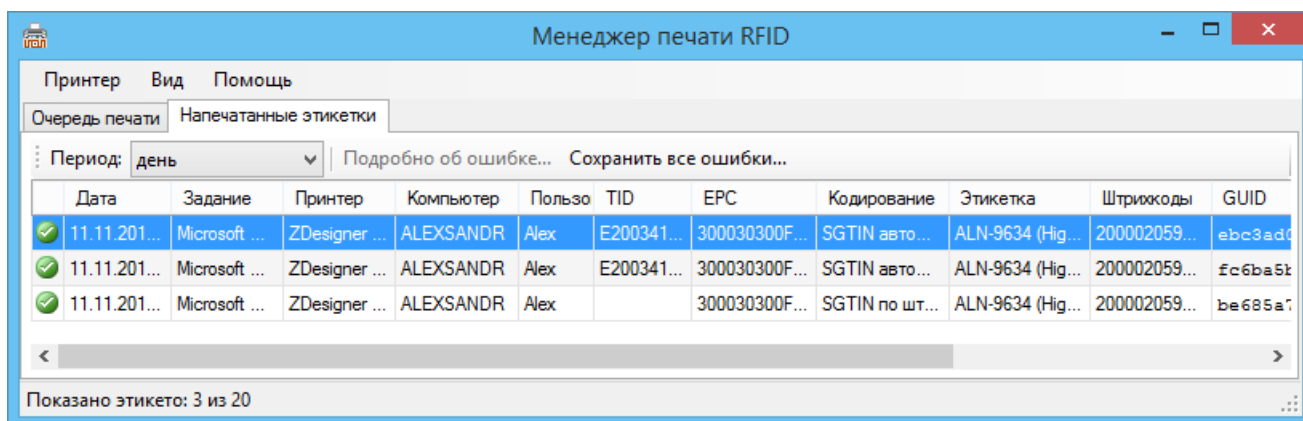 Менеджер печати RFID
Принтер Вид Помощь
Очередь печати Напечатанные этикетки
Период: день Подробно об ошибке... Сохранить все ошибки...
Дата Задание Принтер Компьютер Пользо TID EPC Кодирование Этикетка Штрихкоды GUID
11.11.201... Microsoft ... ZDesigner ... ALEXSANDR Alex E200341... 300030300F... SGTIN авто... ALN-9634 (Hig... 200002059... ebc3ad0
11.11.201... Microsoft ... ZDesigner ... ALEXSANDR Alex E200341... 300030300F... SGTIN авто... ALN-9634 (Hig... 200002059... fc6ba5b
11.11.201... Microsoft ... ZDesigner ... ALEXSANDR Alex 300030300F... SGTIN по шт... ALN-9634 (Hig... 200002059... be685a7
Показано этикето: 3 из 20